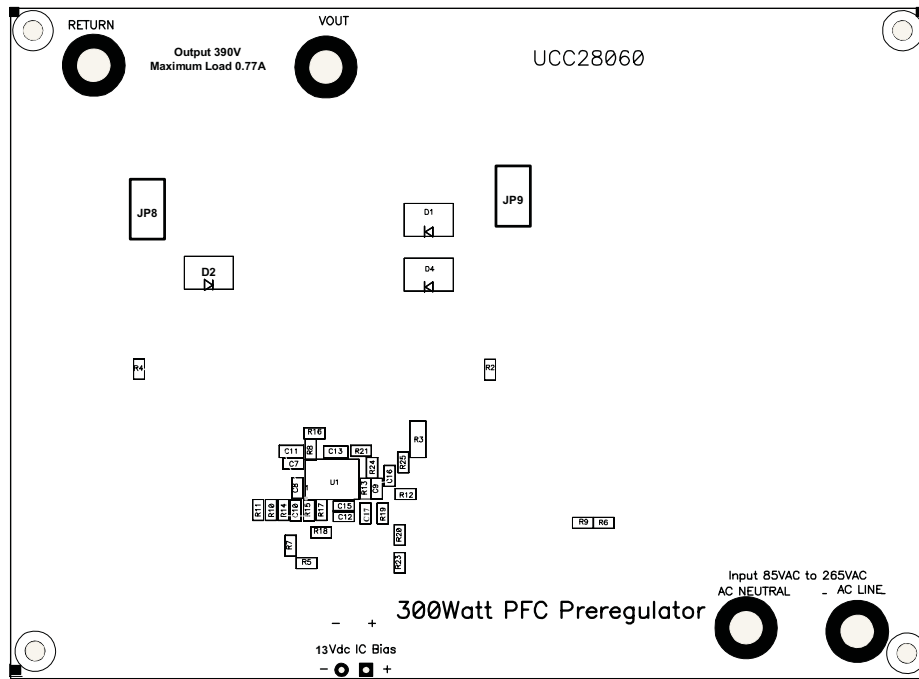 RETURN
VOUT
Output 390V
Maximum Load 0.77A
UCC28060
JP8
JP9
D1
D2
D4
R4
R2
R16
R3
C11
R8
C13
R21
C7
R24
R25
C16
U1
C8
R13
C9
R12
R11
R10
R14
C10
R15
R17
C15
C12
C17
R19
R18
R20
R9
R6
R7
R5
R23
Input 85VAC to 265VAC
AC NEUTRAL
- AC LINE
300Watt PFC Preregulator
- +
13Vdc IC Bias
- +